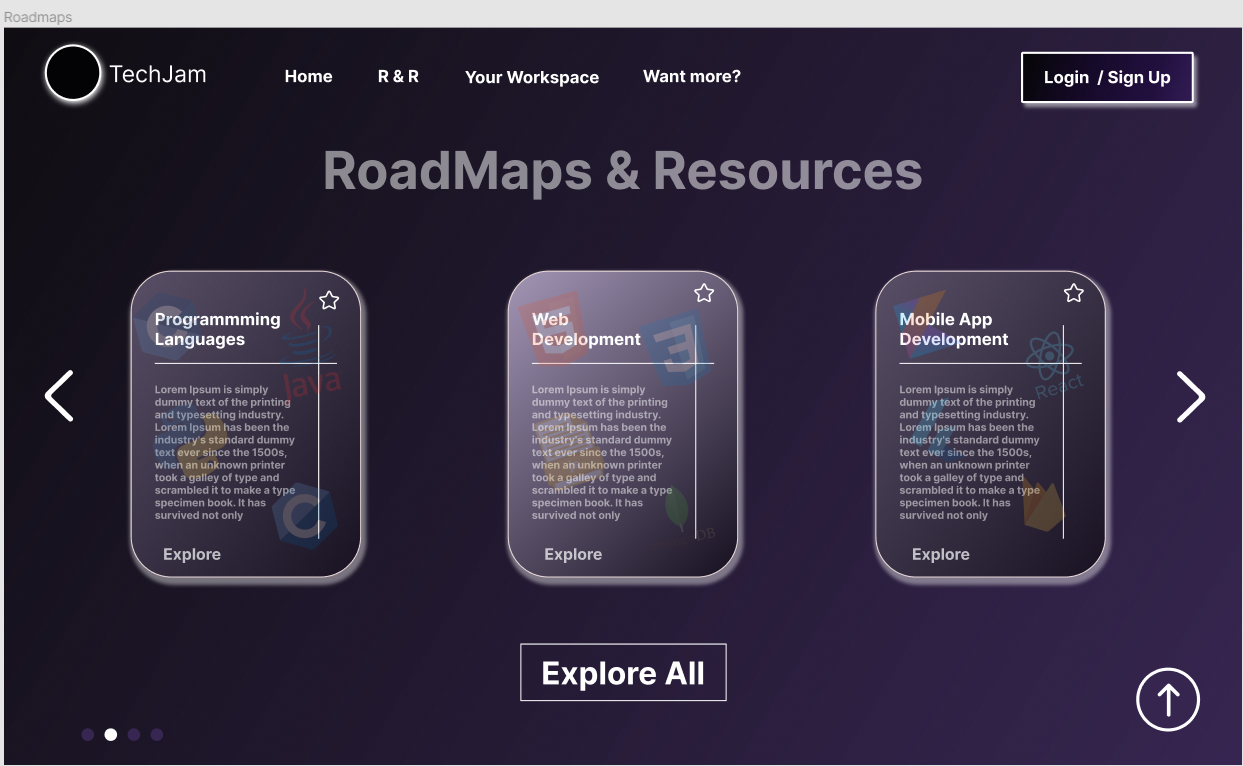 Roadmaps
TechJam
Home
R & R
Your Workspace
Want more?
Login / Sign Up
RoadMaps & Resources
Programmming
Languages
Java
Lorem Ipsum is simply
dummy text of the printing
and typesetting industry.
Lorem Ipsum has been the
industry's standard dummy
text ever since the 1500s,
when an unknown printer
took a galley of type and
scrambled it to make a type
specimen book. It has
survived not only
Explore
Web
Development
Lorem Ipsum is simply
dummy text of the printing
and typesetting industry.
Lorem Ipsum has been the
industry's standard dummy
text ever since the 1500s,
when an unknown printer
took a galley of type and
scrambled it to make a type
specimen book. It has
survived not only
DB
Explore
Mobile App
Development
React
Lorem Ipsum is simply
dummy text of the printing
and typesetting industry.
Lorem Ipsum has been the
industry's standard dummy
text ever since the 1500s,
when an unknown printer
took a galley of type and
scrambled it to make a type
specimen book. It has
survived not only
Explore
Explore All